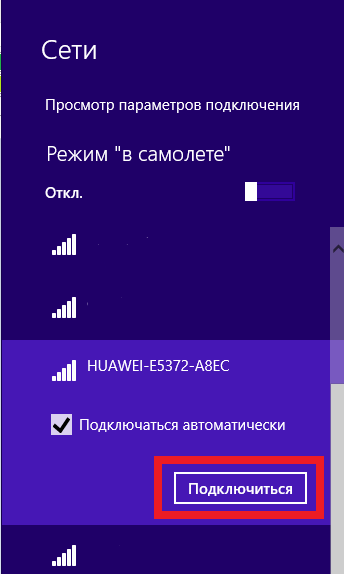 Сети
Просмотр параметров подключения
Режим "в самолете"
Откл.
HUAWEI-E5372-A8EC
Подключаться автоматически
Подключиться